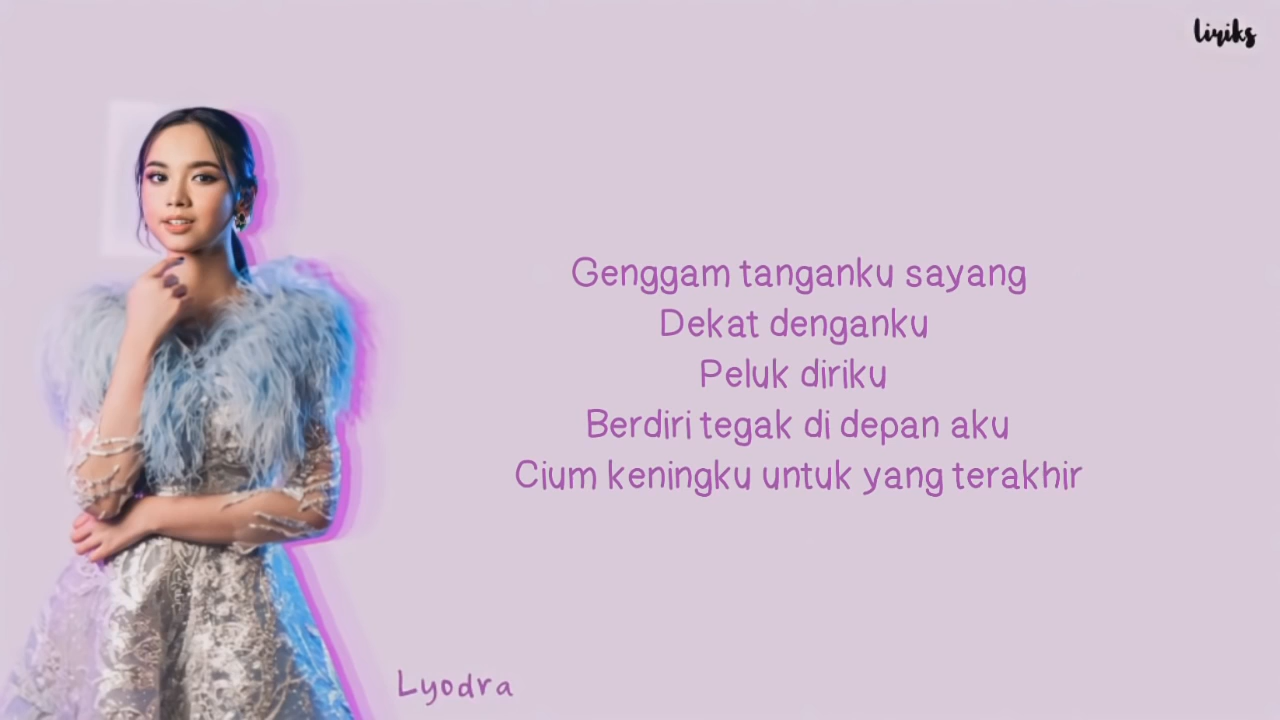 liriks
Genggam tanganku sayang
Dekat denganku
Peluk diriku
Berdiri tegak di depan aku
Cium keningku untuk yang terakhir
Lyodra